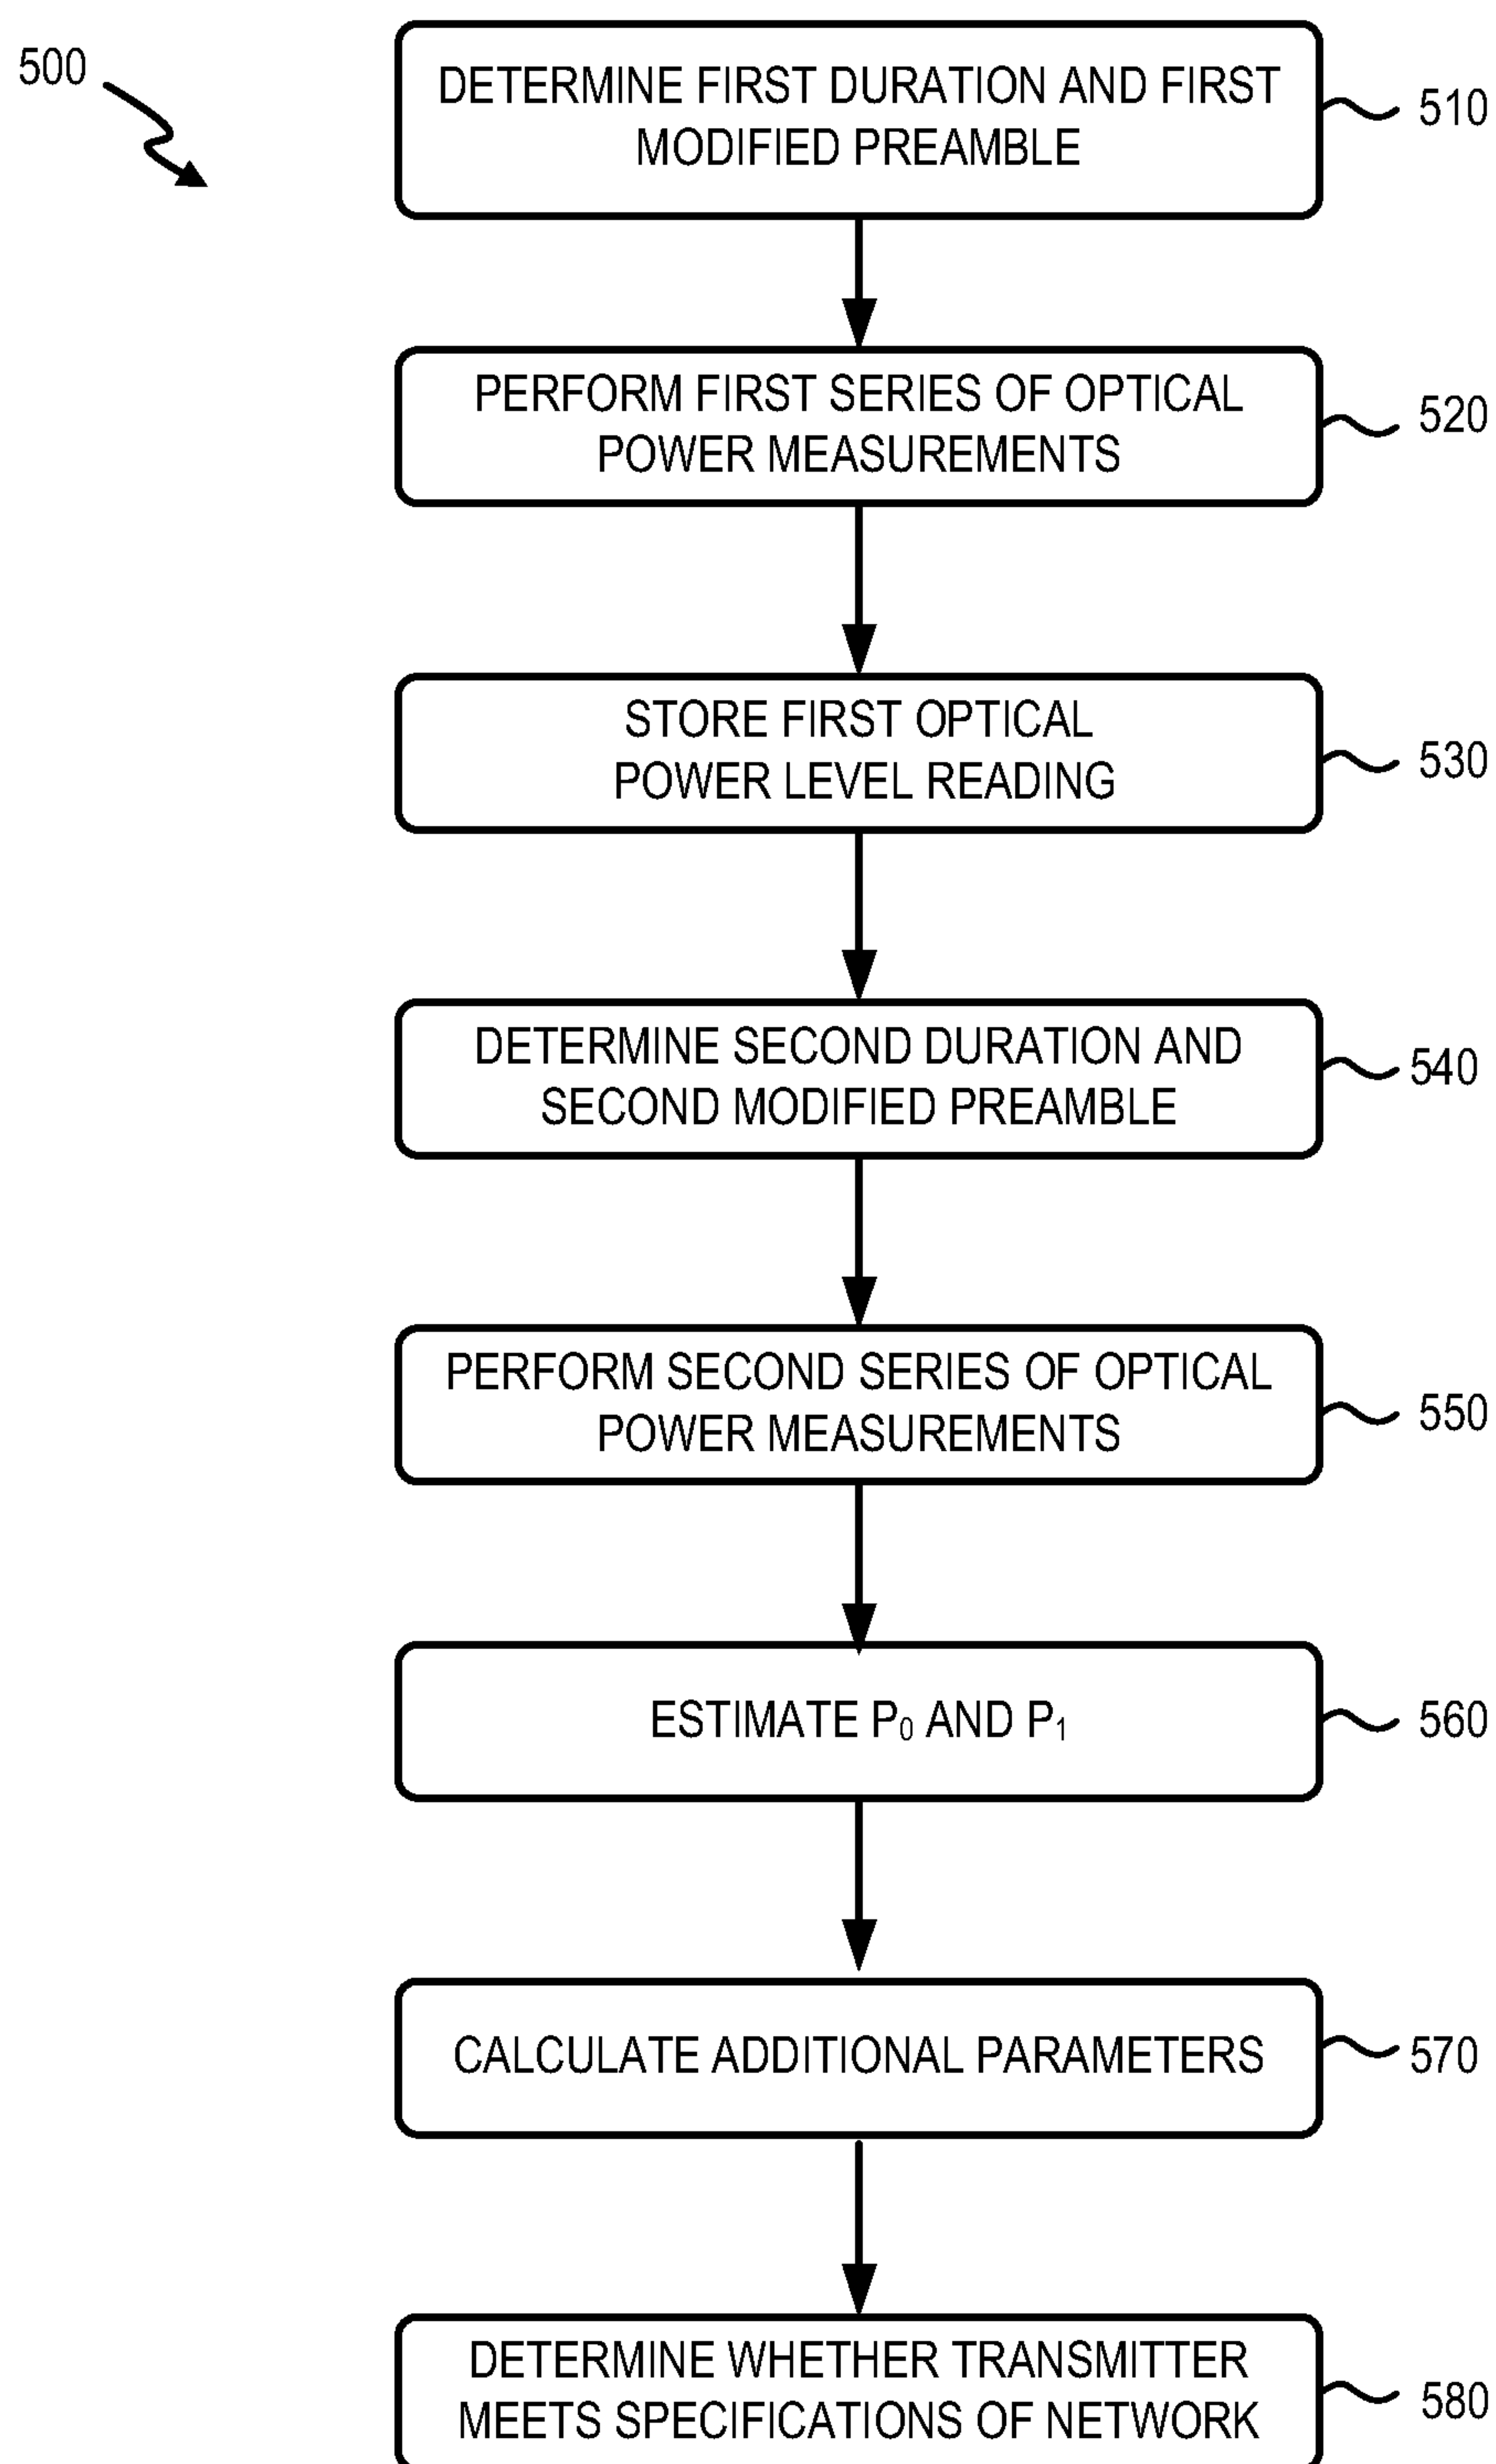 500
DETERMINE FIRST DURATION AND FIRST
MODIFIED PREAMBLE
510
PERFORM FIRST SERIES OF OPTICAL
POWER MEASUREMENTS
520
STORE FIRST OPTICAL
POWER LEVEL READING
530
DETERMINE SECOND DURATION AND
SECOND MODIFIED PREAMBLE
540
PERFORM SECOND SERIES OF OPTICAL
POWER MEASUREMENTS
550
ESTIMATE P₀ AND P₁
560
CALCULATE ADDITIONAL PARAMETERS
570
DETERMINE WHETHER TRANSMITTER
MEETS SPECIFICATIONS OF NETWORK
580